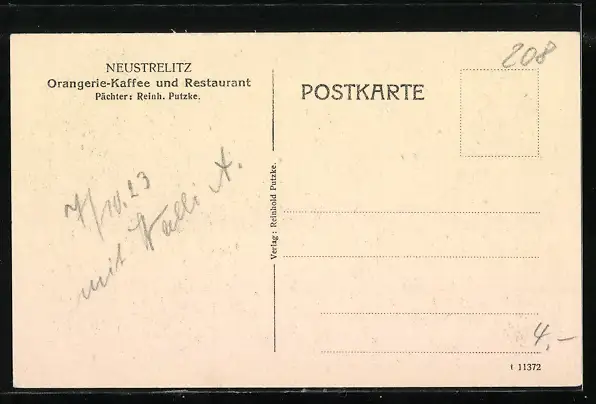 NEUSTRELITZ
Orangerie-Kaffee und Restaurant
Pächter: Reinh. Putzke.
7/10.23
mit Walli A.
Verlag: Reinhold Putzke.
208
POSTKARTE
4,-
t 11372